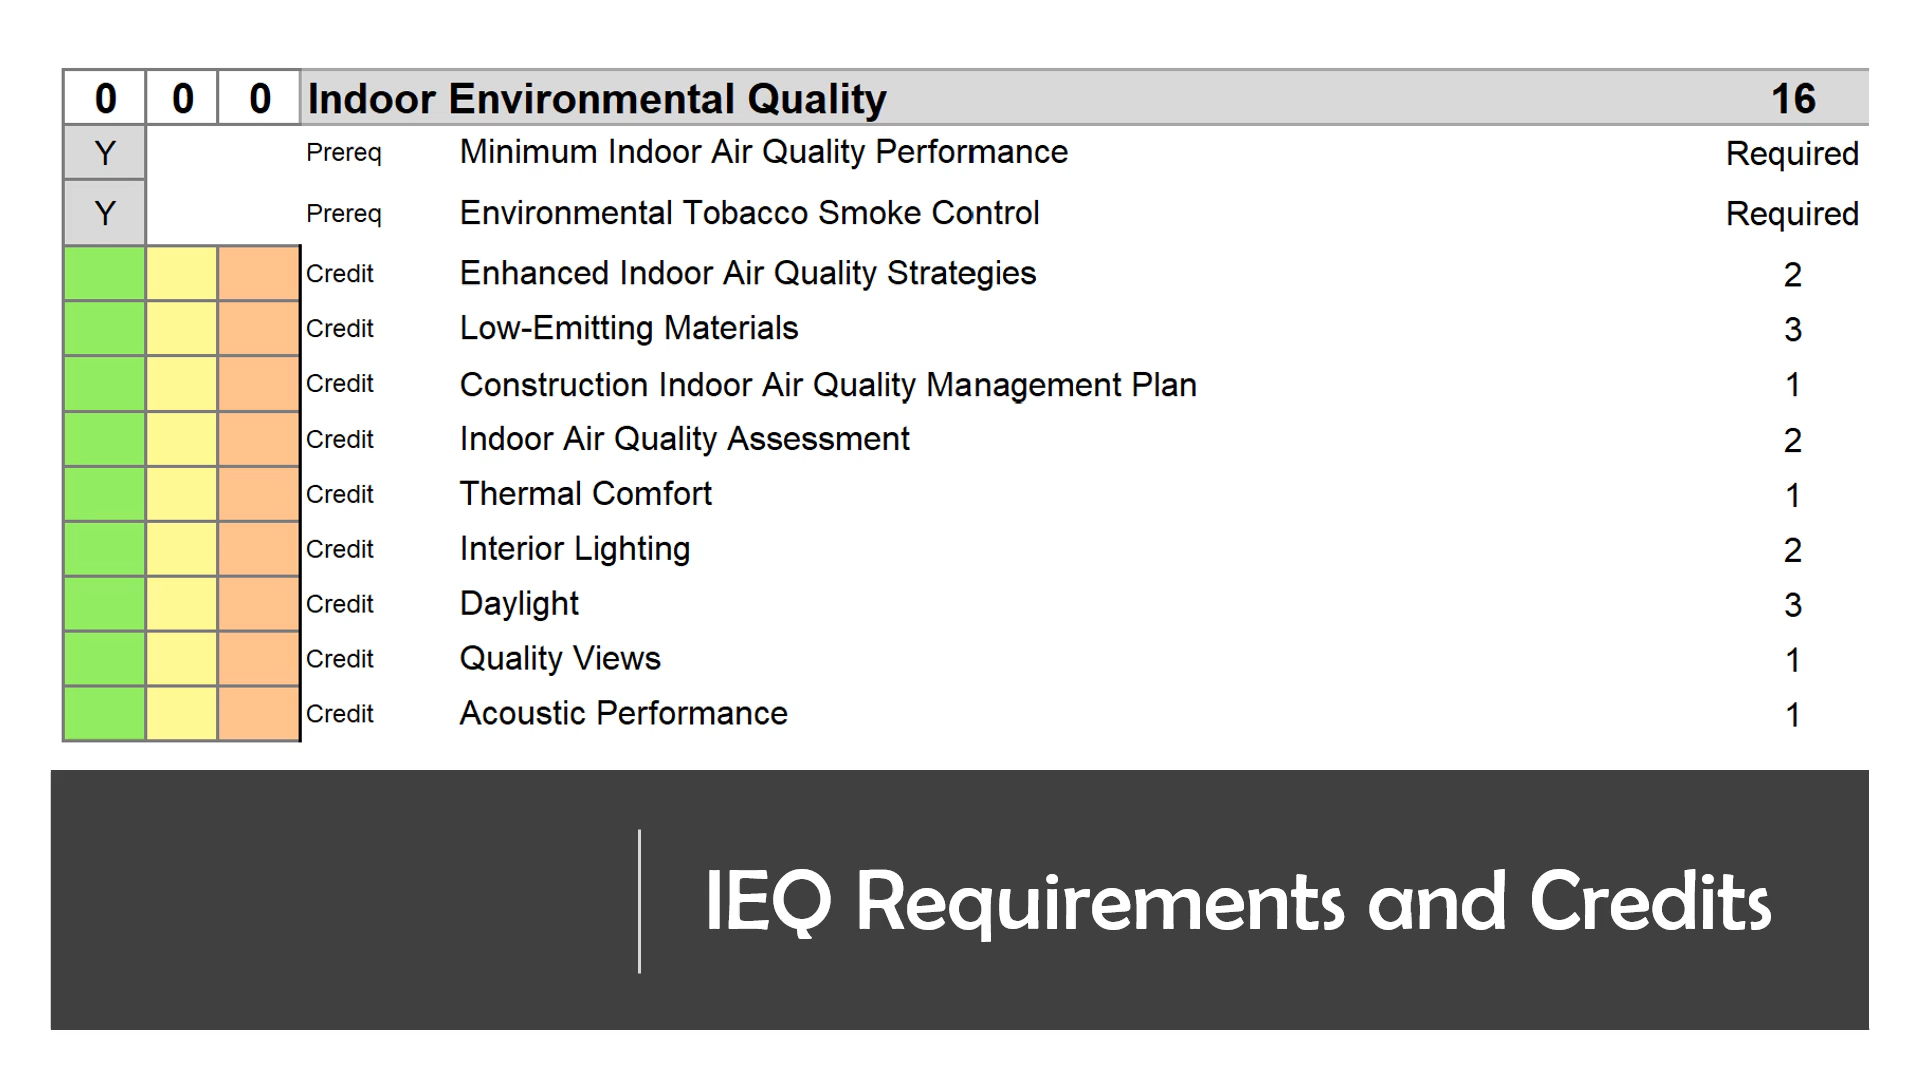 0 0 0 Indoor Environmental Quality 16
Y Prereq Minimum Indoor Air Quality Performance Required
Y Prereq Environmental Tobacco Smoke Control Required
Credit Enhanced Indoor Air Quality Strategies 2
Credit Low-Emitting Materials 3
Credit Construction Indoor Air Quality Management Plan 1
Credit Indoor Air Quality Assessment 2
Credit Thermal Comfort 1
Credit Interior Lighting 2
Credit Daylight 3
Credit Quality Views 1
Credit Acoustic Performance 1
IEQ Requirements and Credits